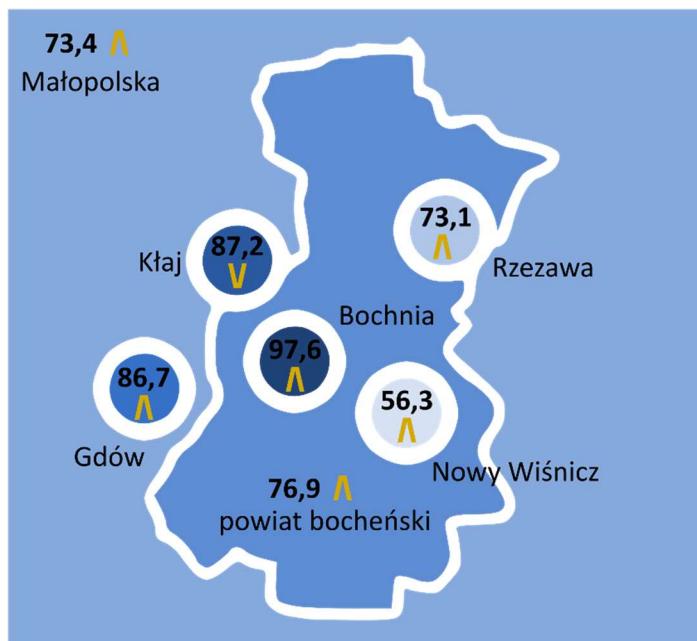 73,4
Małopolska
87,2
Kłaj
73,1
Rzezawa
Bochnia
97,6
86,7
Gdów
56,3
Nowy Wiśnicz
76,9
powiat bocheński